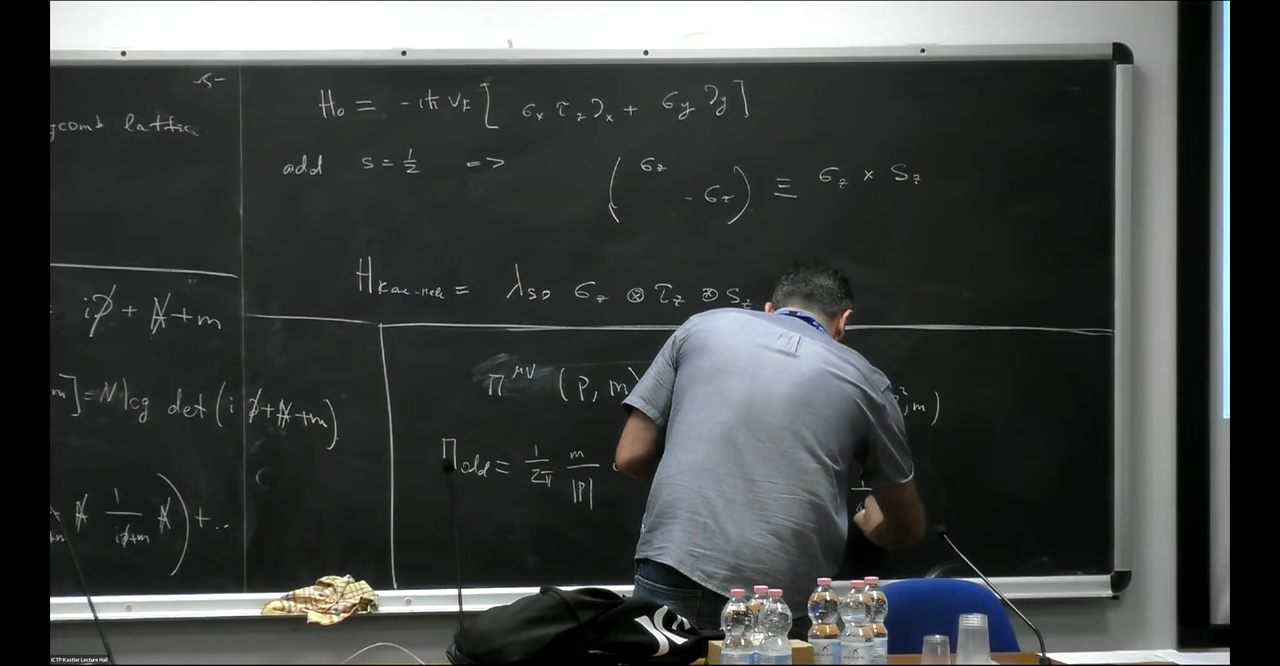 -5-
lattice
= i∂̸ + A̸ + m
m] = N log det (i ∂̸ + A̸ + m)
A̸ 1/(i∂̸+m) A̸ ) + ...
H₀ = -iℏ v_F [ σ_x τ_z ∂_x + σ_y ∂_y ]
add s = 1/2 => ( σ_z -σ_z ) ≡ σ_z × S_z
H_Kane-Mele = λ_SO σ_z ⊗ τ_z ⊗ S_z
Π^μν (P, m) , m)
Π_odd = 1/2π m/|P|
ICTP Kastler Lecture Hall